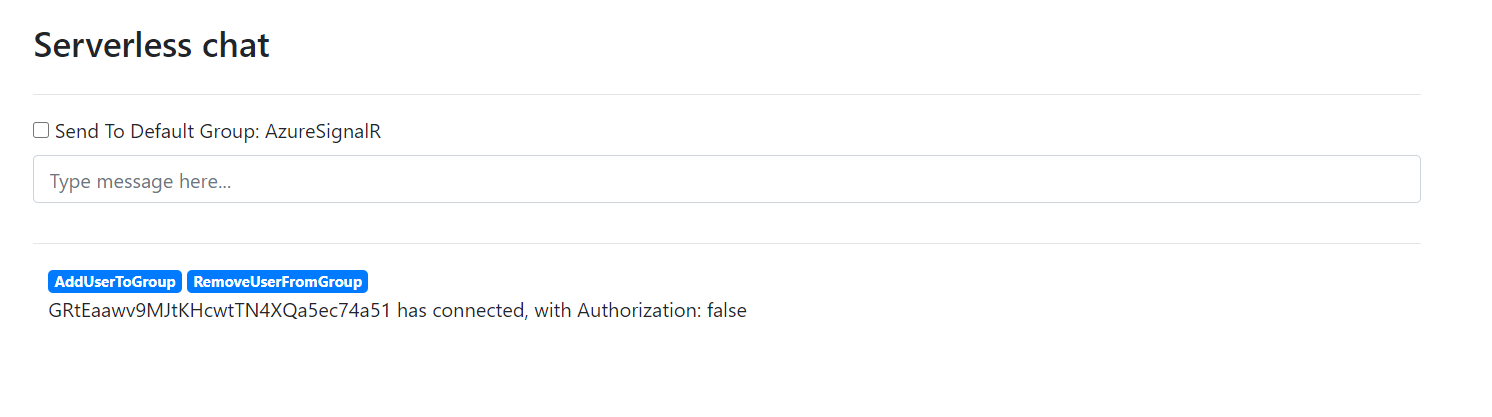 Serverless chat
Send To Default Group: AzureSignalR
Type message here...
AddUserToGroup RemoveUserFromGroup
GRtEaawv9MJtKHcwtTN4XQa5ec74a51 has connected, with Authorization: false